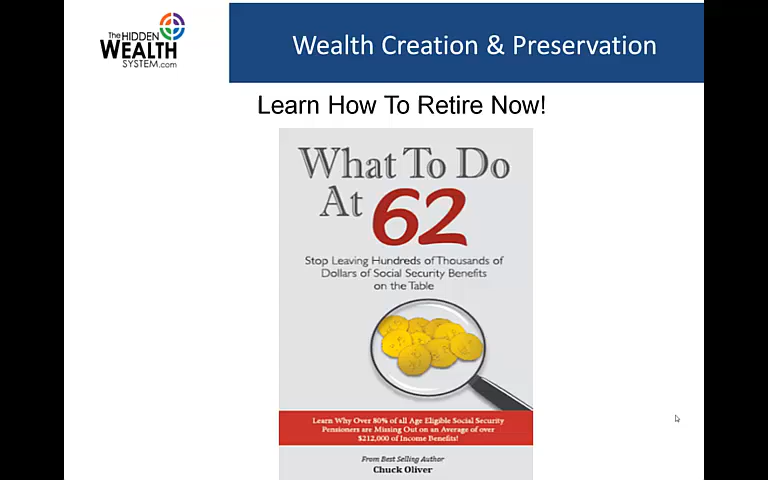 The HIDDEN
WEALTH
SYSTEM.com
Wealth Creation & Preservation
Learn How To Retire Now!
What To Do
At 62
Stop Leaving Hundreds of Thousands of
Dollars of Social Security Benefits
on the Table
Learn Why Over 80% of all Age Eligible Social Security
Pensioners are Missing Out on an Average of over
$212,000 of Income Benefits!
From Best Selling Author
Chuck Oliver